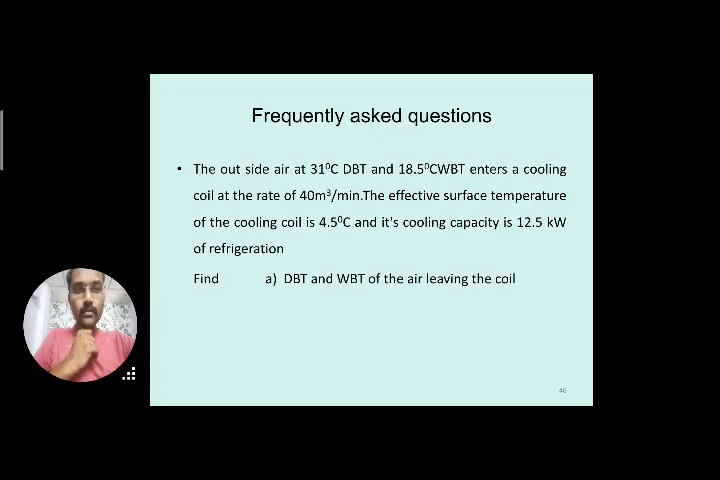 Frequently asked questions
• The out side air at 31⁰C DBT and 18.5⁰CWBT enters a cooling
coil at the rate of 40m³/min.The effective surface temperature
of the cooling coil is 4.5⁰C and it's cooling capacity is 12.5 kW
of refrigeration
Find a) DBT and WBT of the air leaving the coil
46